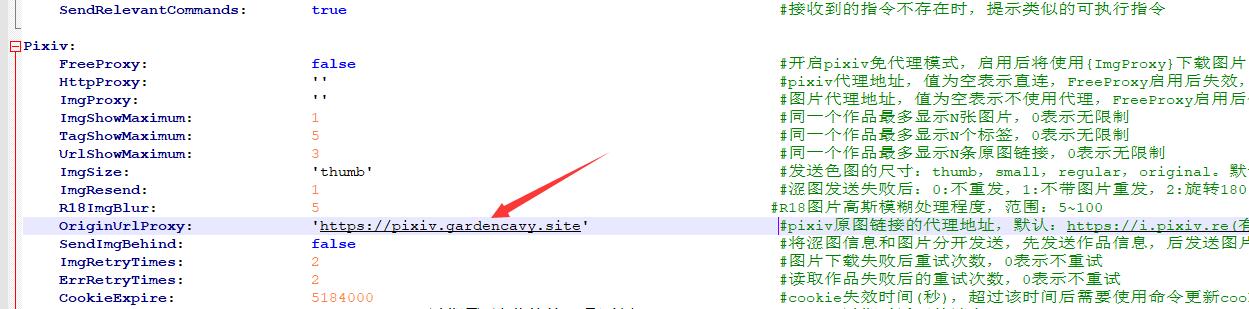 SendRelevantCommands: true #接收到的指令不存在时，提示类似的可执行指令
Pixiv:
FreeProxy: false #开启pixiv免代理模式，启用后将使用{ImgProxy}下载图片
HttpProxy: '' #pixiv代理地址，值为空表示直连，FreeProxy启用后失效，
ImgProxy: '' #图片代理地址，值为空表示不使用代理，FreeProxy启用后
ImgShowMaximum: 1 #同一个作品最多显示N张图片，0表示无限制
TagShowMaximum: 5 #同一个作品最多显示N个标签，0表示无限制
UrlShowMaximum: 3 #同一个作品最多显示N条原图链接，0表示无限制
ImgSize: 'thumb' #发送色图的尺寸：thumb，small，regular，original。默
ImgResend: 1 #涩图发送失败后：0:不重发，1:不带图片重发，2:旋转180
R18ImgBlur: 5 #R18图片高斯模糊处理程度，范围：5~100
OriginUrlProxy: 'https://pixiv.gardencavy.site' #pixiv原图链接的代理地址，默认：https://i.pixiv.re(有
SendImgBehind: false #将涩图信息和图片分开发送，先发送作品信息，后发送图片
ImgRetryTimes: 2 #图片下载失败后重试次数，0表示不重试
ErrRetryTimes: 2 #读取作品失败后的重试次数，0表示不重试
CookieExpire: 5184000 #cookie失效时间(秒)，超过该时间后需要使用命令更新coo